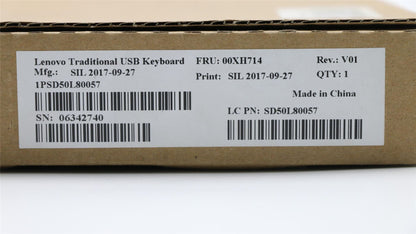 Lenovo Traditional USB Keyboard FRU: 00XH714 Rev.: V01
Mfg.: SIL 2017-09-27 Print: SIL 2017-09-27 QTY: 1
1PSD50L80057
Made in China
LC PN: SD50L80057
SN: 06342740